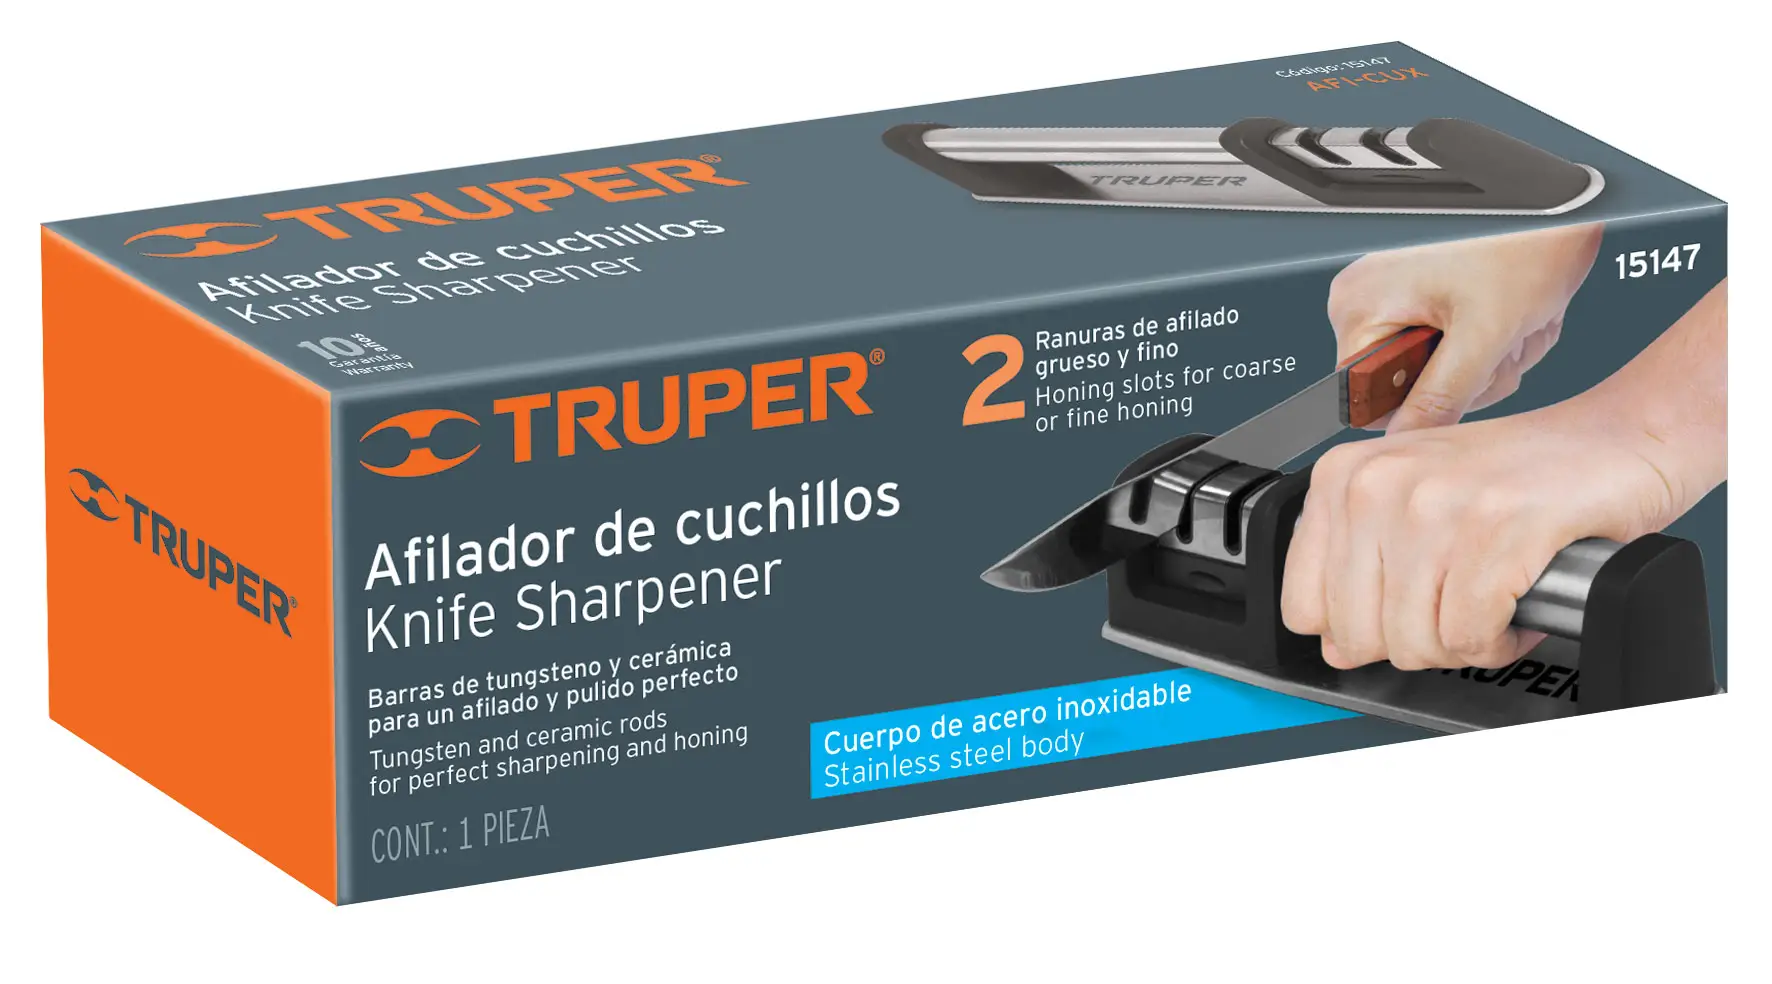 Código: 15147
AFI-CUX
TRUPER
TRUPER®
Afilador de cuchillos
Knife Sharpener
10 años
Garantía
Warranty
15147
2
Ranuras de afilado
grueso y fino
Honing slots for coarse
or fine honing
TRUPER®
Afilador de cuchillos
Knife Sharpener
Barras de tungsteno y cerámica
para un afilado y pulido perfecto
Tungsten and ceramic rods
for perfect sharpening and honing
CONT.: 1 PIEZA
Cuerpo de acero inoxidable
Stainless steel body
TRUPER
TRUPER®